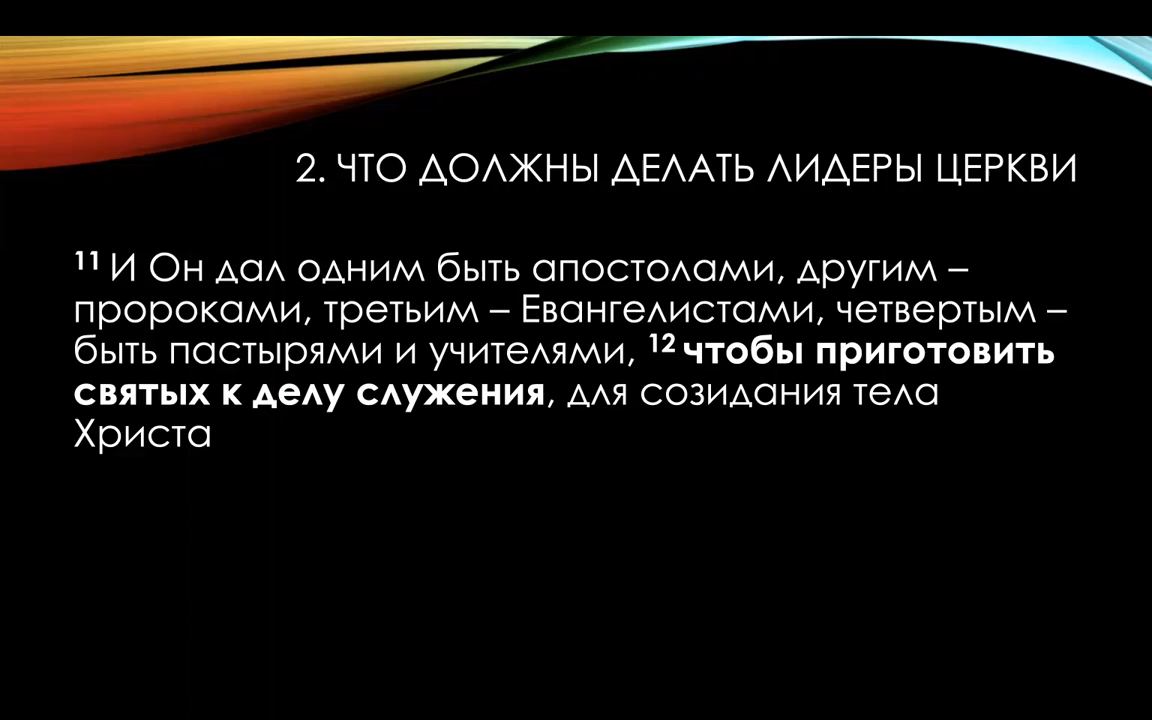 2. ЧТО ДОЛЖНЫ ДЕЛАТЬ ЛИДЕРЫ ЦЕРКВИ
11 И Он дал одним быть апостолами, другим –
пророками, третьим – Евангелистами, четвертым –
быть пастырями и учителями, 12 чтобы приготовить
святых к делу служения, для созидания тела
Христа